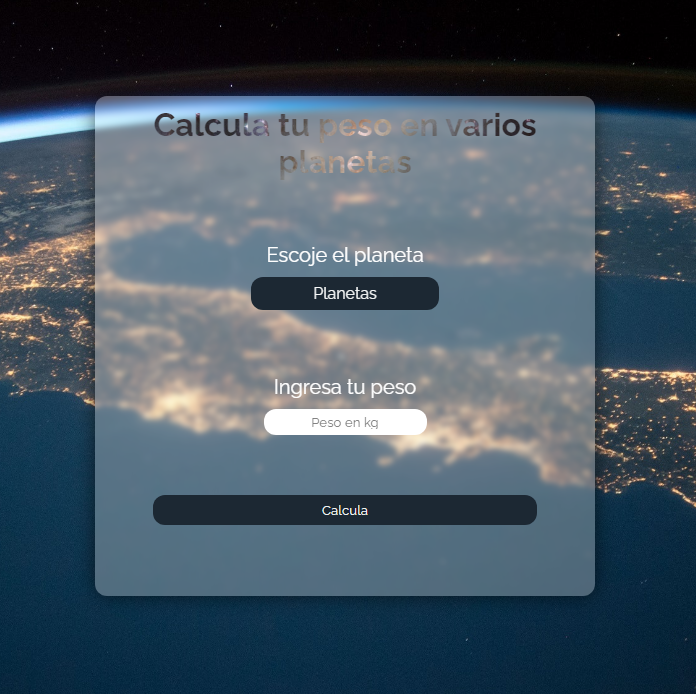 Calcula tu peso en varios
planetas
Escoje el planeta
Planetas
Ingresa tu peso
Peso en kg
Calcula